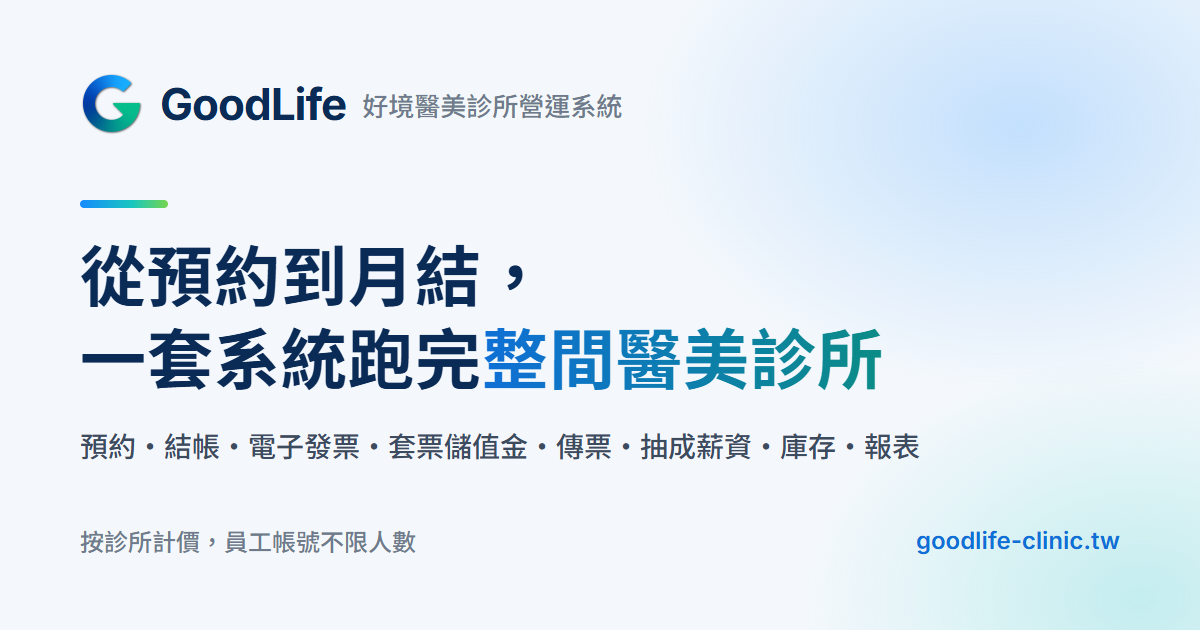 GoodLife 好境醫美診所營運系統
從預約到月結，
一套系統跑完整間醫美診所
預約・結帳・電子發票・套票儲值金・傳票・抽成薪資・庫存・報表
按診所計價，員工帳號不限人數
goodlife-clinic.tw